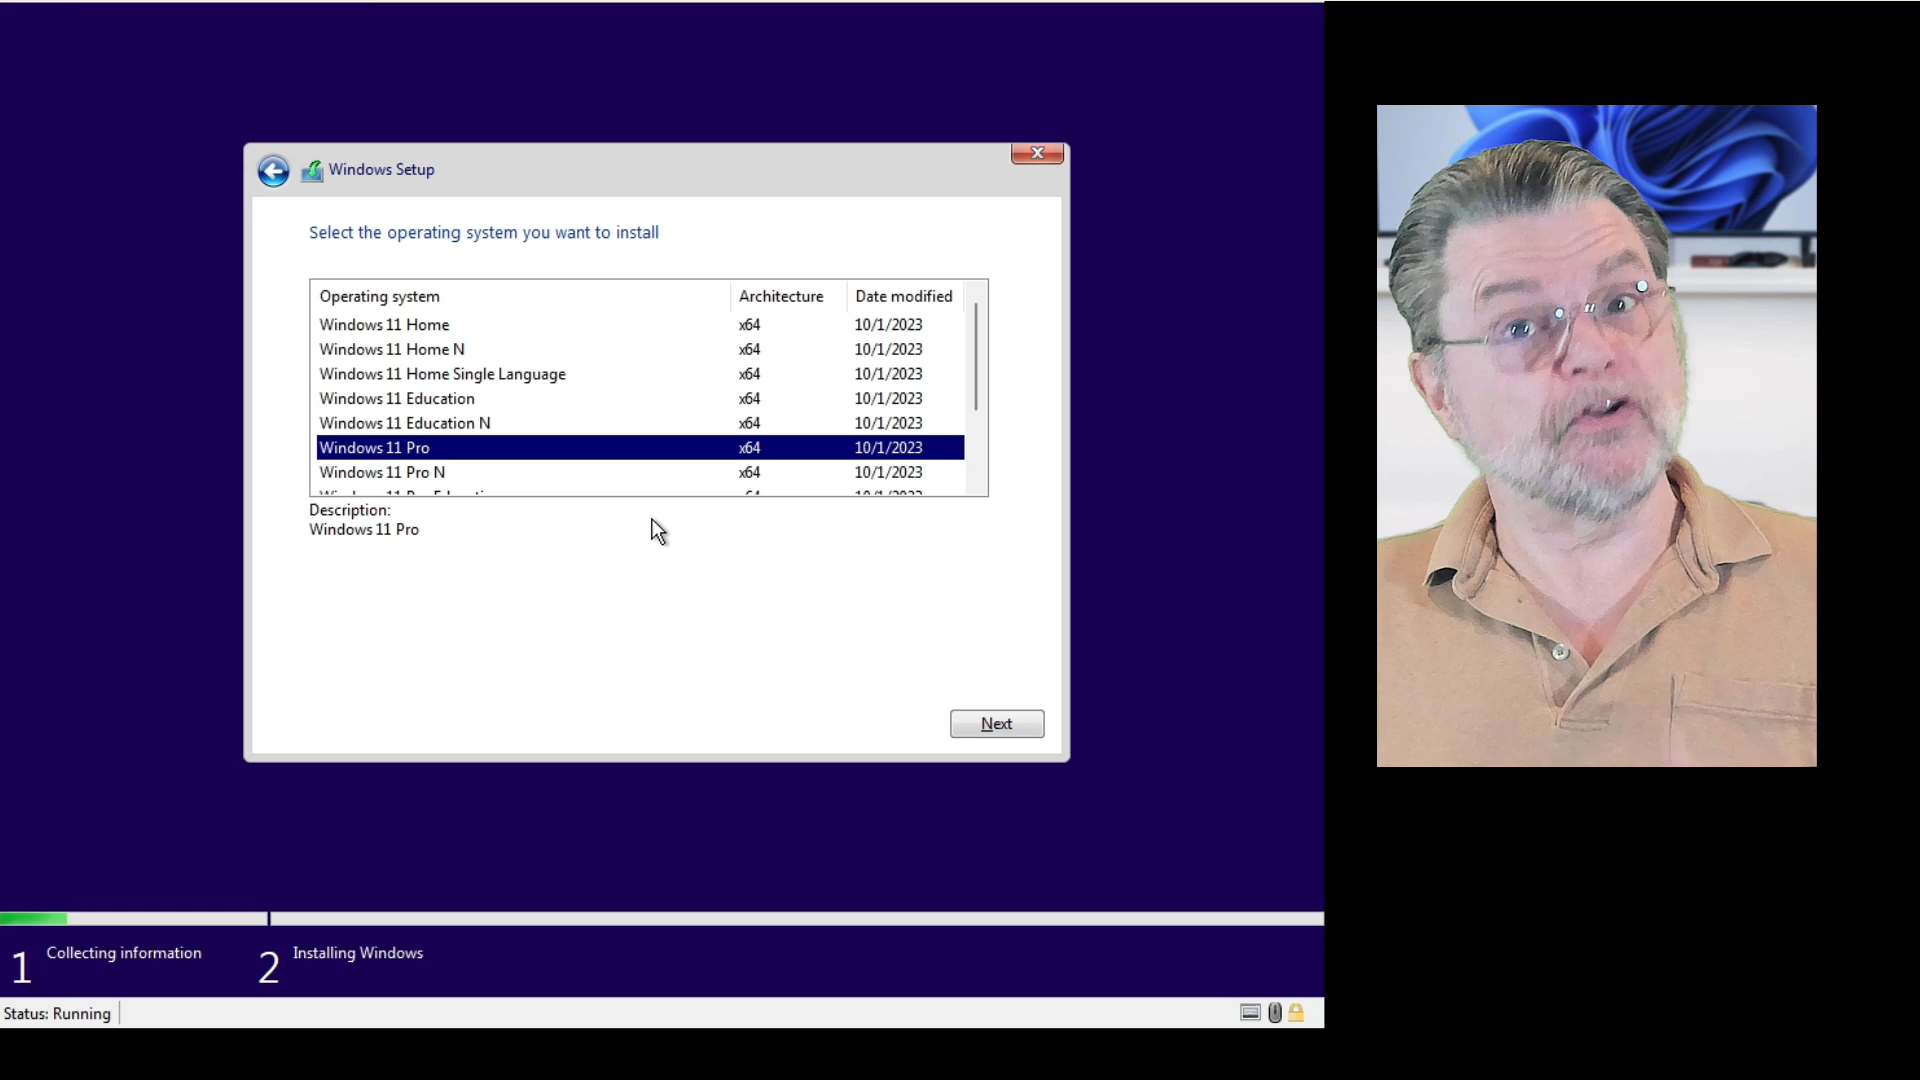 Windows Setup
Select the operating system you want to install
Operating system Architecture Date modified
Windows 11 Home x64 10/1/2023
Windows 11 Home N x64 10/1/2023
Windows 11 Home Single Language x64 10/1/2023
Windows 11 Education x64 10/1/2023
Windows 11 Education N x64 10/1/2023
Windows 11 Pro x64 10/1/2023
Windows 11 Pro N x64 10/1/2023
Description:
Windows 11 Pro
Next
1 Collecting information 2 Installing Windows
Status: Running